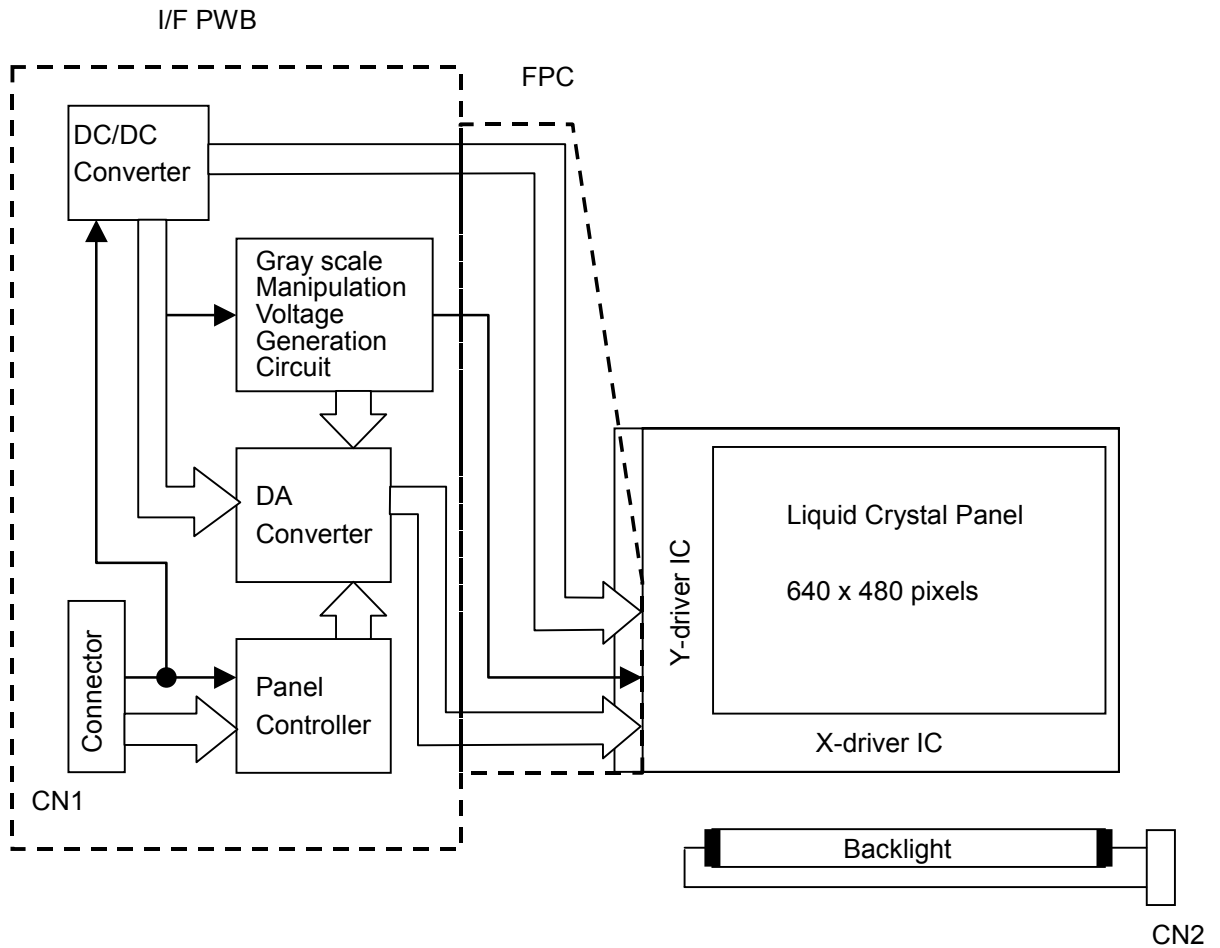 I/F PWB
FPC
DC/DC
Converter
Gray scale
Manipulation
Voltage
Generation
Circuit
DA
Converter
Liquid Crystal Panel
640 x 480 pixels
Y-driver IC
X-driver IC
Connector
Panel
Controller
CN1
Backlight
CN2